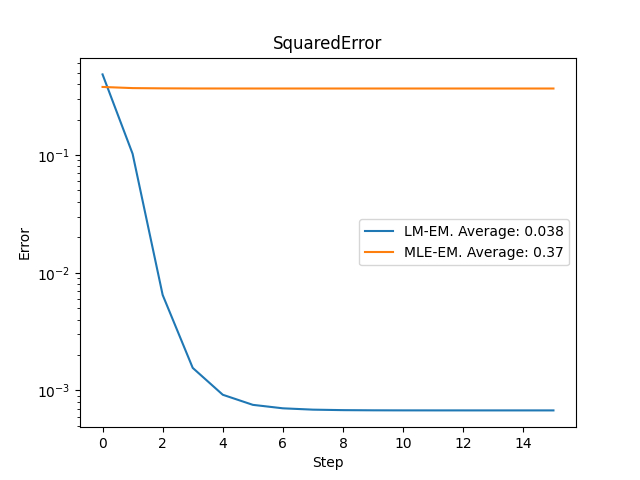 SquaredError
Error
10⁻¹
10⁻²
10⁻³
LM-EM. Average: 0.038
MLE-EM. Average: 0.37
0 2 4 6 8 10 12 14
Step